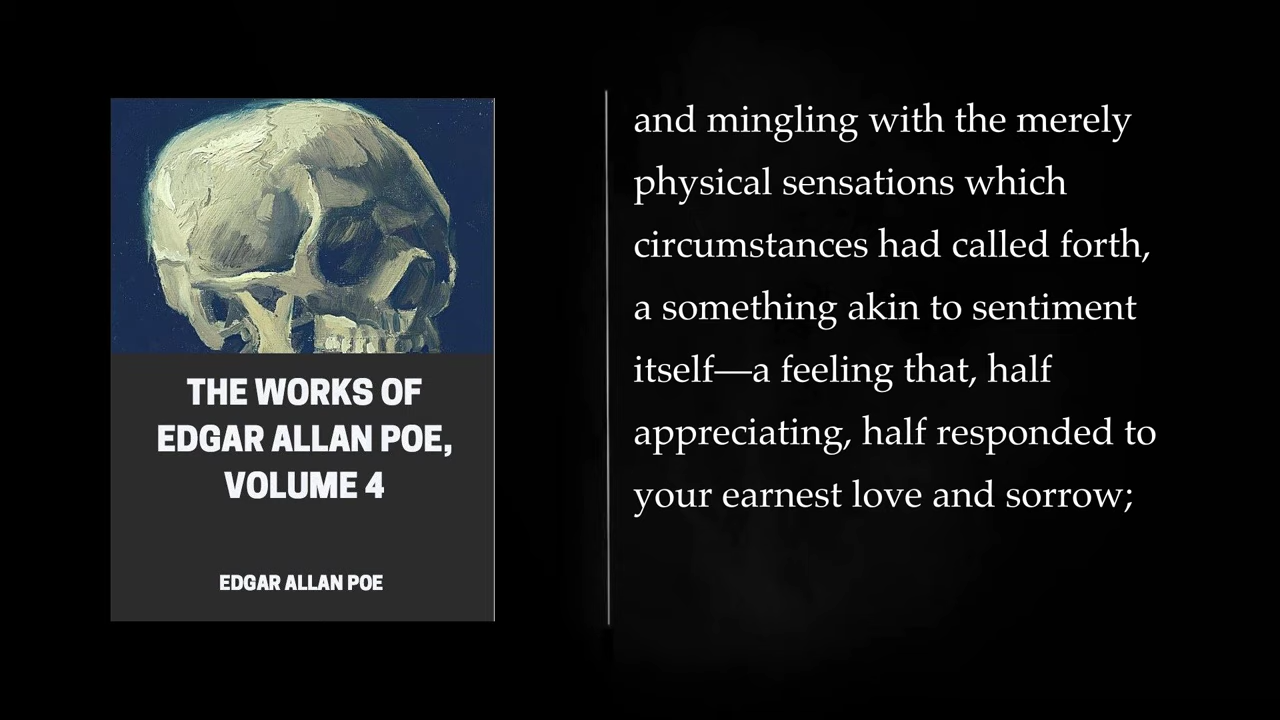 THE WORKS OF
EDGAR ALLAN POE,
VOLUME 4
EDGAR ALLAN POE
and mingling with the merely
physical sensations which
circumstances had called forth,
a something akin to sentiment
itself—a feeling that, half
appreciating, half responded to
your earnest love and sorrow;